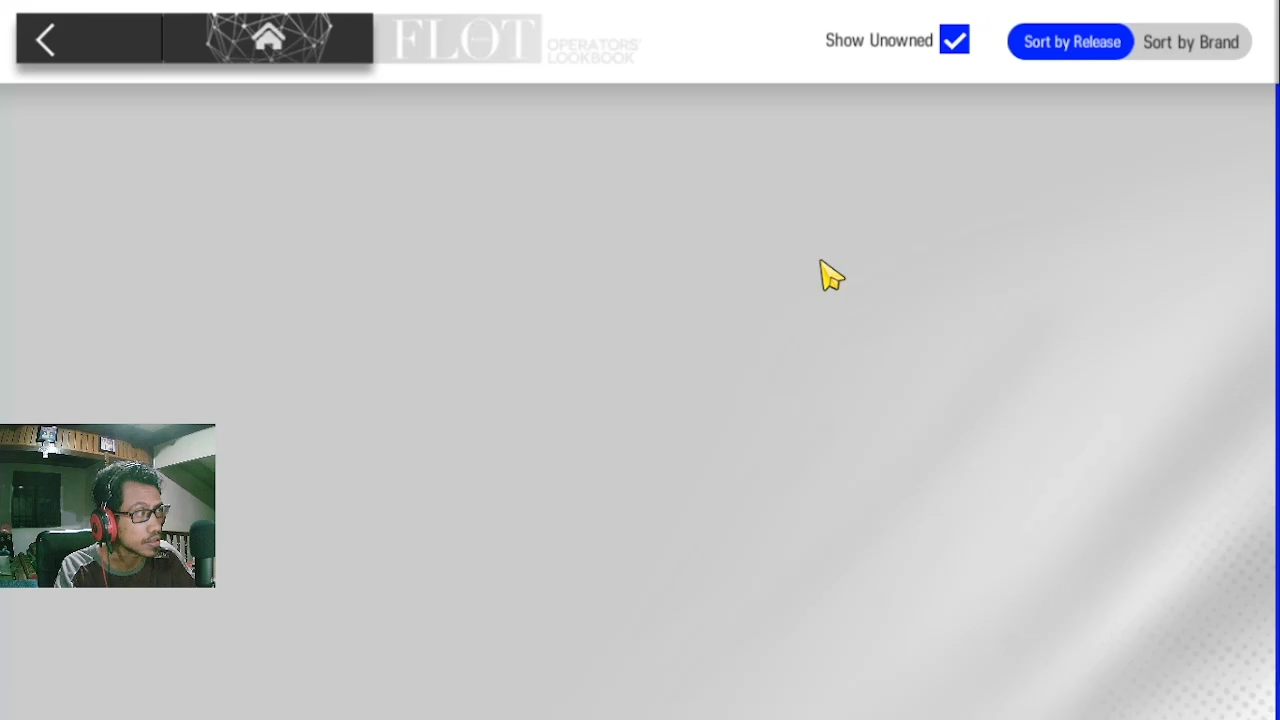 FLOT
OPERATORS'
LOOKBOOK
Show Unowned
Sort by Release
Sort by Brand